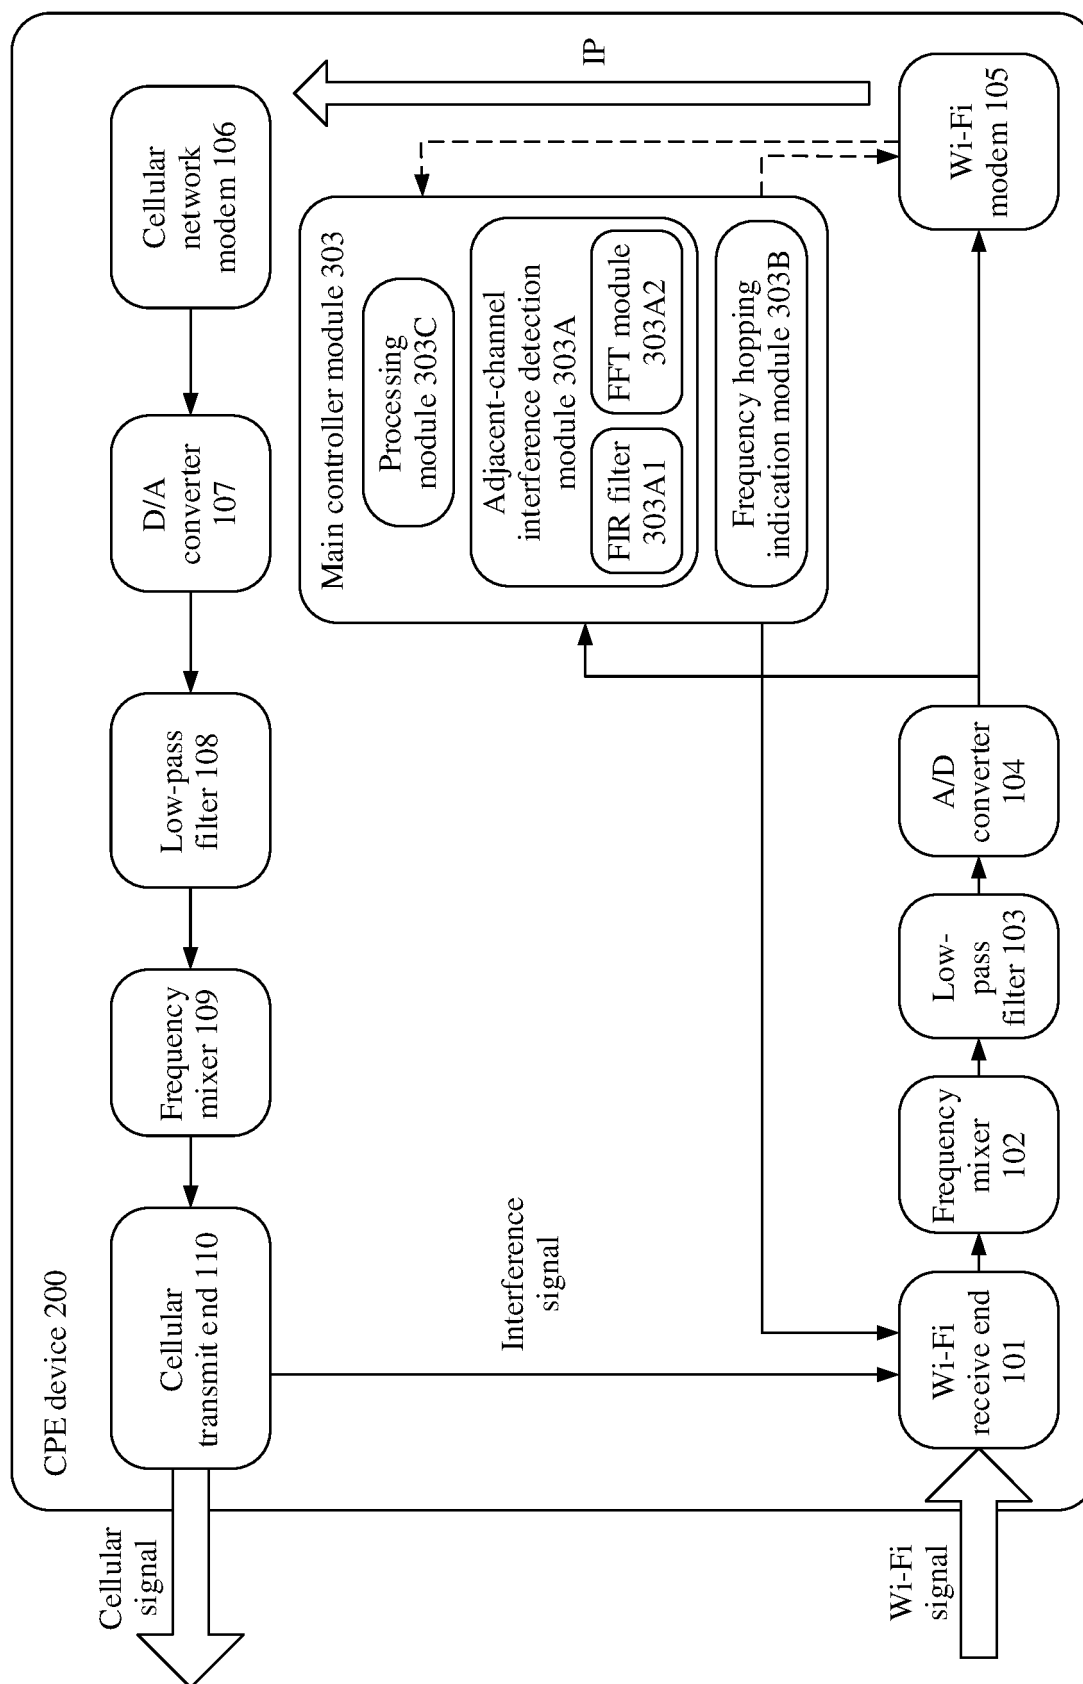 CPE device 200
Cellular
signal
Cellular
transmit end 110
Frequency
mixer 109
Low-pass
filter 108
D/A
converter
107
Cellular
network
modem 106
Main controller module 303
Processing
module 303C
Adjacent-channel
interference detection
module 303A
FIR filter
303A1
FFT module
303A2
Frequency hopping
indication module 303B
Interference
signal
IP
Wi-Fi
signal
Wi-Fi
receive end
101
Frequency
mixer
102
Low-
pass
filter 103
A/D
converter
104
Wi-Fi
modem 105